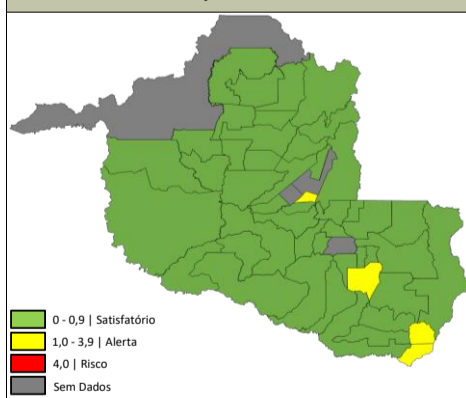 0 - 0,9 | Satisfatório
1,0 - 3,9 | Alerta
4,0 | Risco
Sem Dados